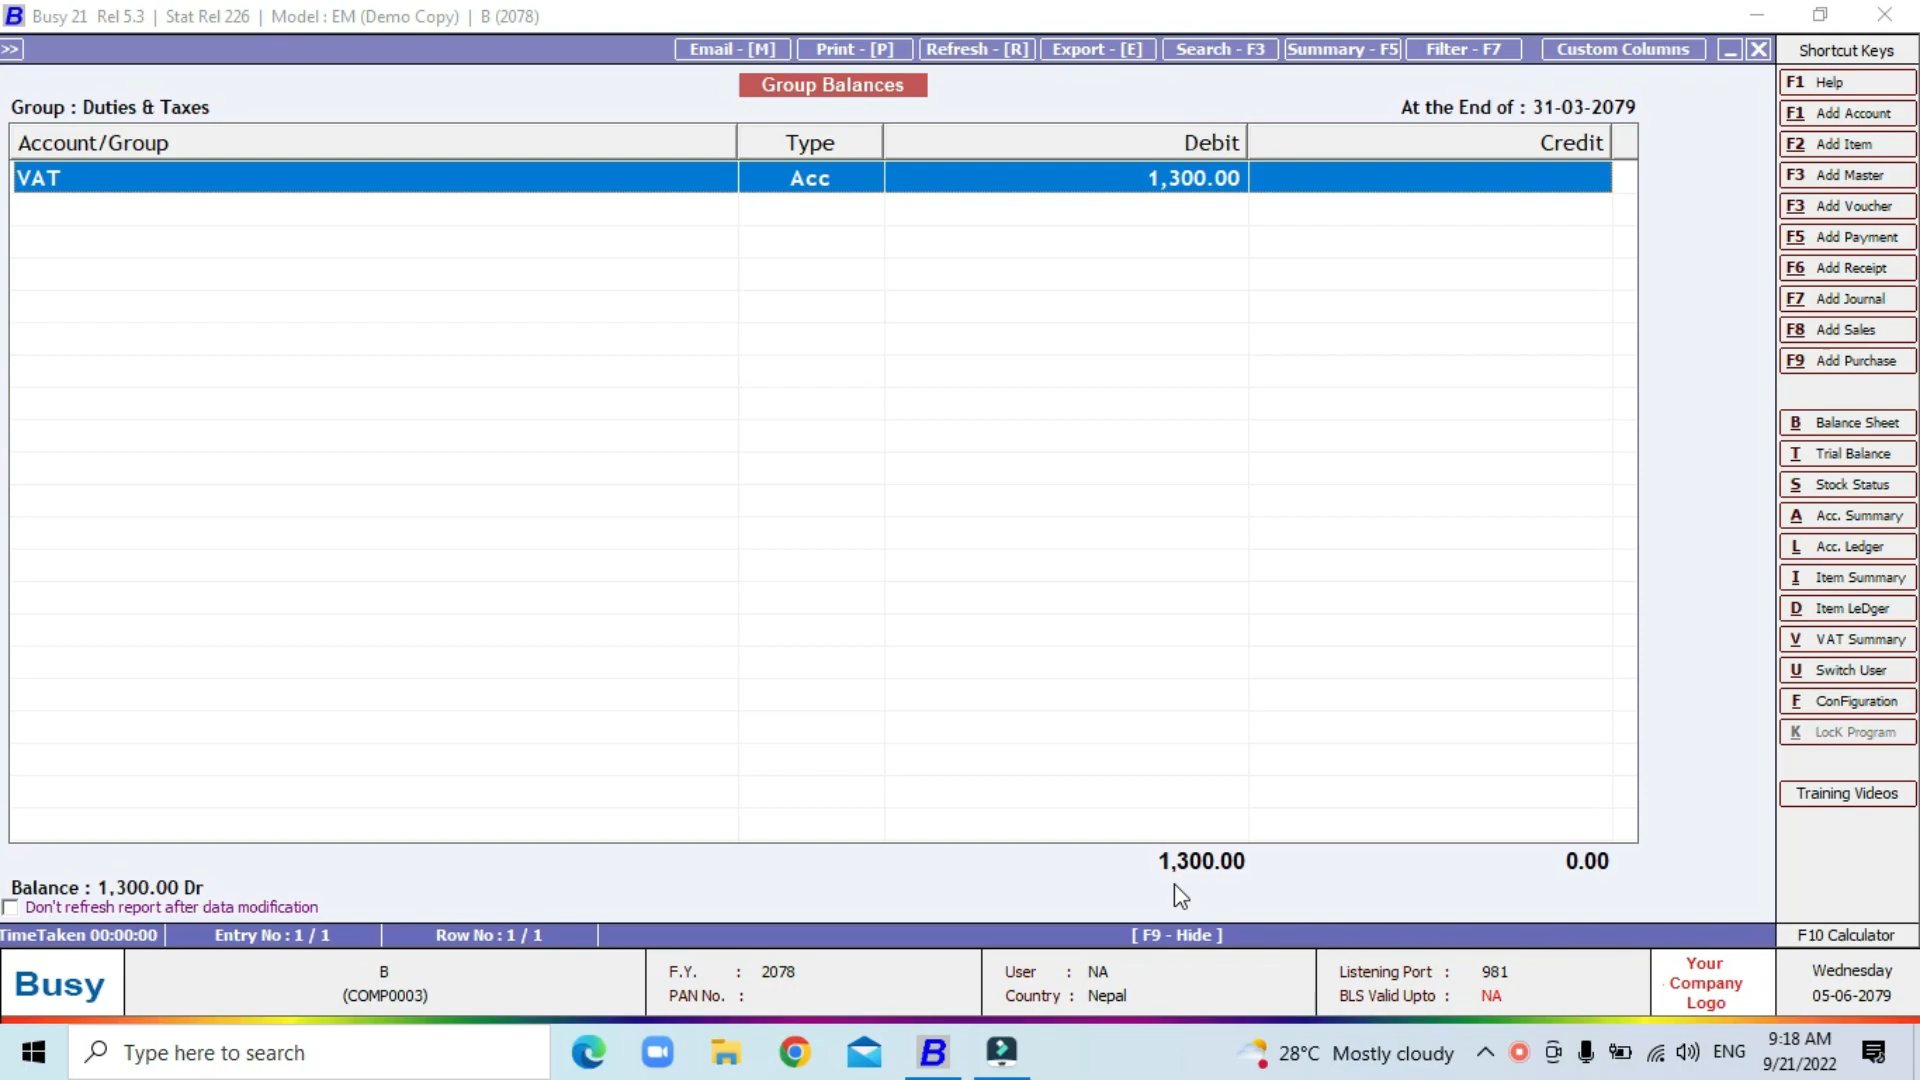 B Busy 21 Rel 5.3 | Stat Rel 226 | Model : EM (Demo Copy) | B (2078)
>> Email - [M] Print - [P] Refresh - [R] Export - [E] Search - F3 Summary - F5 Filter - F7 Custom Columns
Shortcut Keys
Group Balances
Group : Duties & Taxes At the End of : 31-03-2079
Account/Group Type Debit Credit
VAT Acc 1,300.00
1,300.00 0.00
Balance : 1,300.00 Dr
Don't refresh report after data modification
TimeTaken 00:00:00 Entry No : 1 / 1 Row No : 1 / 1 [ F9 - Hide ]
F1 Help
F1 Add Account
F2 Add Item
F3 Add Master
F3 Add Voucher
F5 Add Payment
F6 Add Receipt
F7 Add Journal
F8 Add Sales
F9 Add Purchase
B Balance Sheet
T Trial Balance
S Stock Status
A Acc. Summary
L Acc. Ledger
I Item Summary
D Item LeDger
V VAT Summary
U Switch User
F ConFiguration
K LocK Program
Training Videos
F10 Calculator
Busy
B
(COMP0003)
F.Y. : 2078
PAN No. :
User : NA
Country : Nepal
Listening Port : 981
BLS Valid Upto : NA
Your
Company
Logo
Wednesday
05-06-2079
Type here to search
B
28°C Mostly cloudy
ENG
9:18 AM
9/21/2022